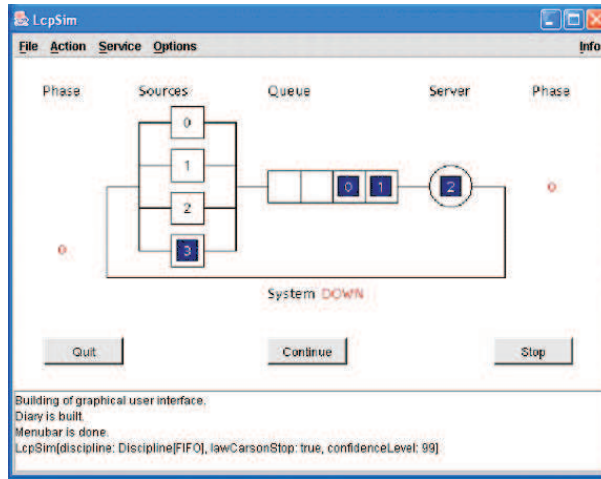 LcpSim
File Action Service Options Info
Phase Sources Queue Server Phase
0
1
0 1 2 0
2
0 3
System DOWN
Quit Continue Stop
Building of graphical user interface.
Diary is built.
Menubar is done.
LcpSim[discipline: Discipline[FIFO], lawCarsonStop: true, confidenceLevel: 99]